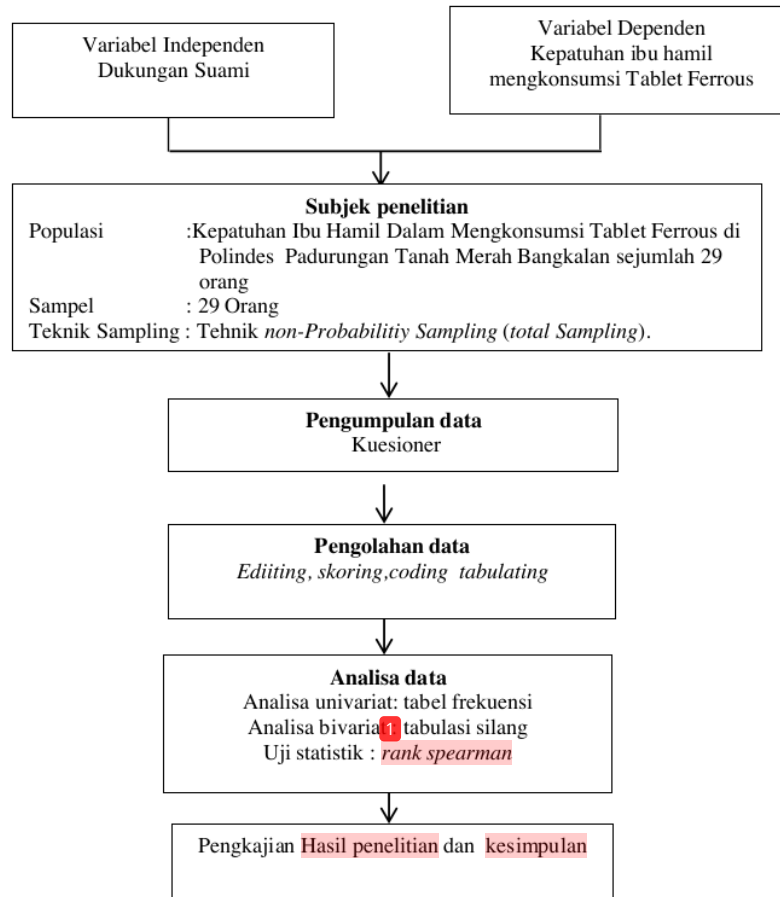 Variabel Independen
Dukungan Suami
Variabel Dependen
Kepatuhan ibu hamil
mengkonsumsi Tablet Ferrous
Subjek penelitian
Populasi :Kepatuhan Ibu Hamil Dalam Mengkonsumsi Tablet Ferrous di
Polindes Padurungan Tanah Merah Bangkalan sejumlah 29
orang
Sampel : 29 Orang
Teknik Sampling : Tehnik non-Probabilitiy Sampling (total Sampling).
Pengumpulan data
Kuesioner
Pengolahan data
Ediiting, skoring,coding tabulating
Analisa data
Analisa univariat: tabel frekuensi
Analisa bivariat: tabulasi silang
1
Uji statistik : rank spearman
Pengkajian Hasil penelitian dan kesimpulan